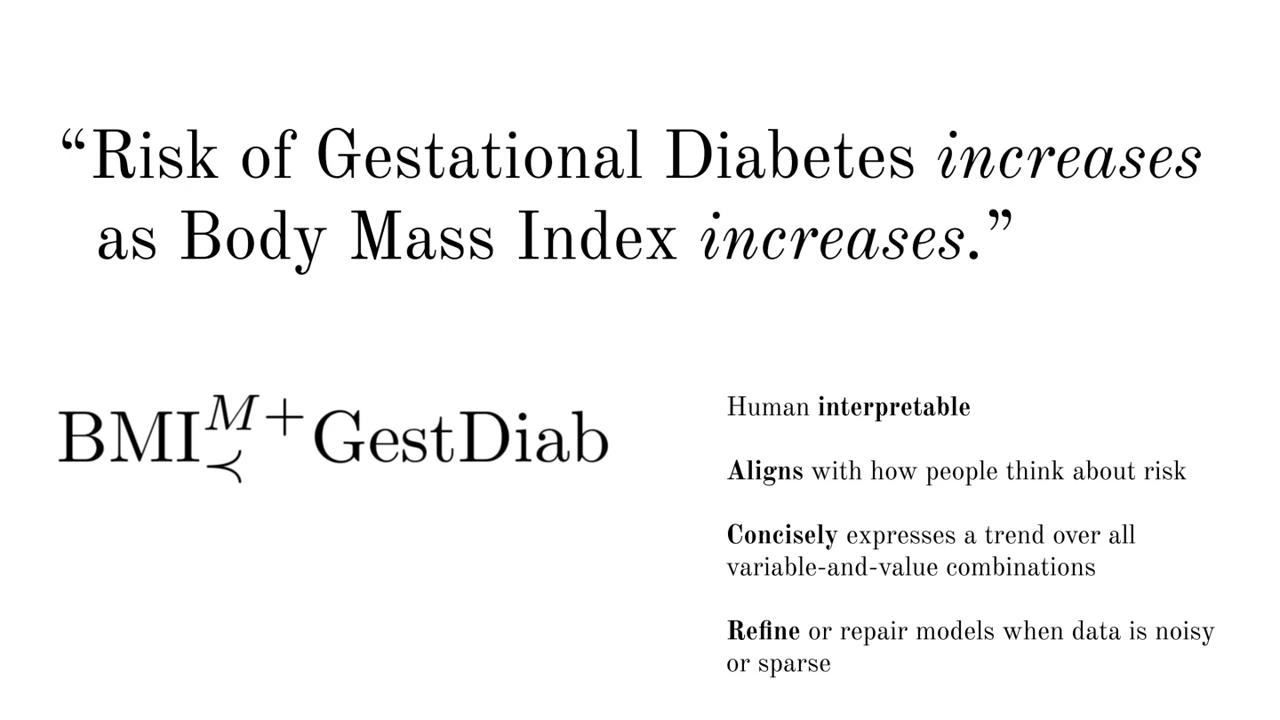 “Risk of Gestational Diabetes increases
as Body Mass Index increases.”
BMI≺M+GestDiab
Human interpretable
Aligns with how people think about risk
Concisely expresses a trend over all
variable-and-value combinations
Refine or repair models when data is noisy
or sparse